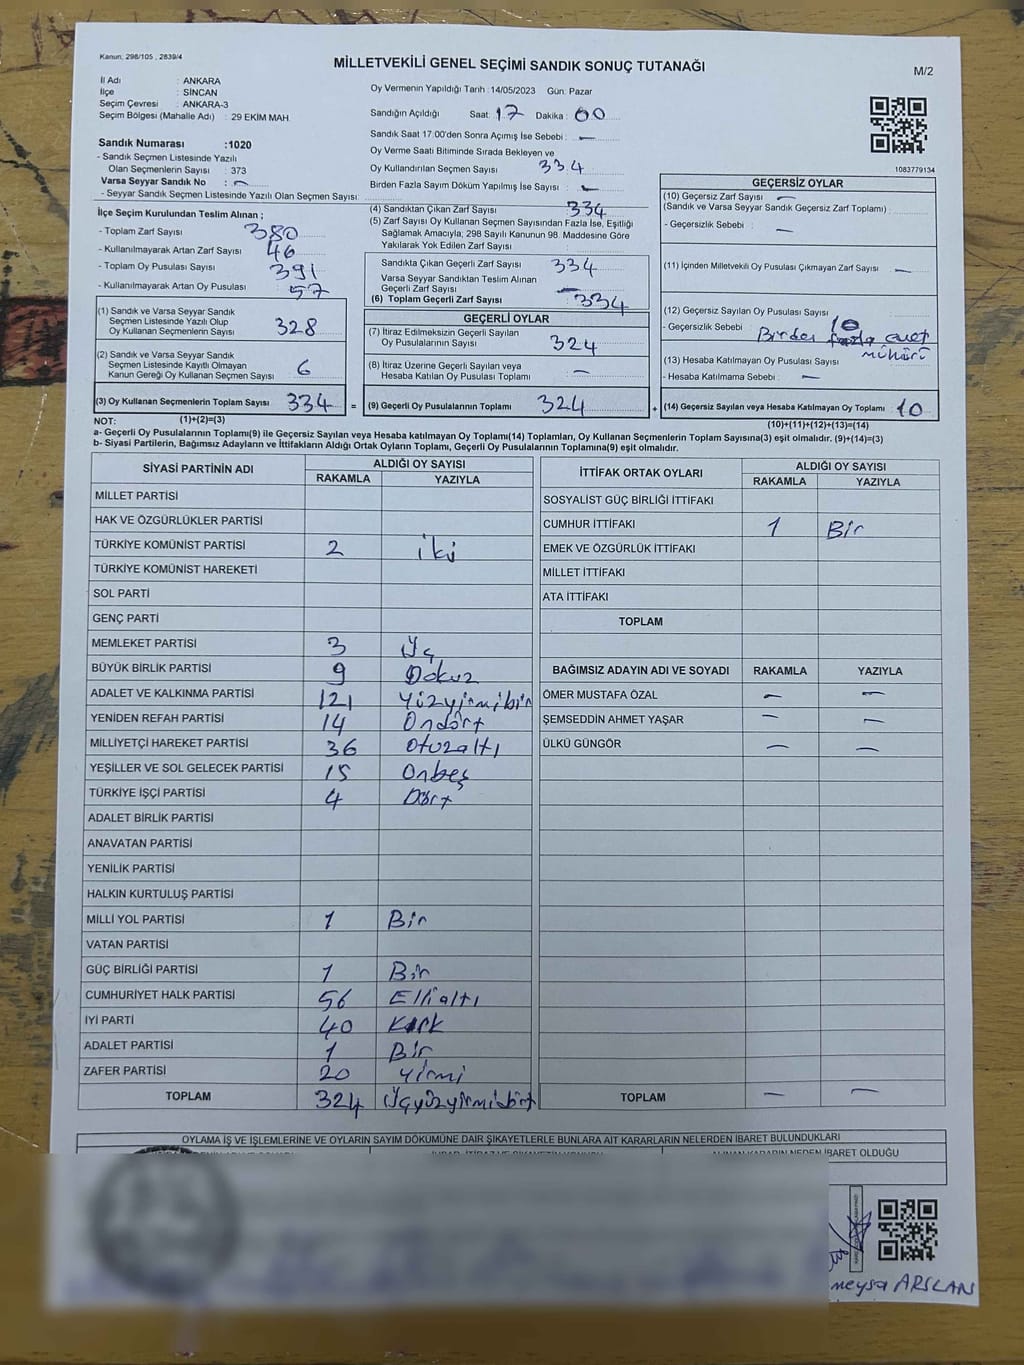 Kanun: 298/105 , 2839/4
MİLLETVEKİLİ GENEL SEÇİMİ SANDIK SONUÇ TUTANAĞI
M/2
İl Adı : ANKARA
İlçe : SİNCAN
Seçim Çevresi : ANKARA-3
Seçim Bölgesi (Mahalle Adı) : 29 EKİM MAH.
Sandık Numarası :1020
- Sandık Seçmen Listesinde Yazılı
Olan Seçmenlerin Sayısı : 373
Varsa Seyyar Sandık No : –
- Seyyar Sandık Seçmen Listesinde Yazılı Olan Seçmen Sayısı:
İlçe Seçim Kurulundan Teslim Alınan ;
- Toplam Zarf Sayısı : 380
- Kullanılmayarak Artan Zarf Sayısı : 46
- Toplam Oy Pusulası Sayısı : 391
- Kullanılmayarak Artan Oy Pusulası : 57
(1) Sandık ve Varsa Seyyar Sandık
Seçmen Listesinde Yazılı Olup
Oy Kullanan Seçmenlerin Sayısı : 328
(2) Sandık ve Varsa Seyyar Sandık
Seçmen Listesinde Kayıtlı Olmayan
Kanun Gereği Oy Kullanan Seçmen Sayısı : 6
(3) Oy Kullanan Seçmenlerin Toplam Sayısı : 334
(1)+(2)=(3)
Oy Vermenin Yapıldığı Tarih :14/05/2023 Gün: Pazar
Sandığın Açıldığı Saat: 17 Dakika : 00
Sandık Saat 17.00'den Sonra Açımış İse Sebebi : –
Oy Verme Saati Bitiminde Sırada Bekleyen ve
Oy Kullandırılan Seçmen Sayısı : 334
Birden Fazla Sayım Döküm Yapılmış İse Sayısı : –
(4) Sandıktan Çıkan Zarf Sayısı : 334
(5) Zarf Sayısı Oy Kullanan Seçmen Sayısından Fazla İse, Eşitliği
Sağlamak Amacıyla; 298 Sayılı Kanunun 98. Maddesine Göre
Yakılarak Yok Edilen Zarf Sayısı :
Sandıkta Çıkan Geçerli Zarf Sayısı : 334
Varsa Seyyar Sandıktan Teslim Alınan
Geçerli Zarf Sayısı : –
(6) Toplam Geçerli Zarf Sayısı : 334
GEÇERLİ OYLAR
(7) İtiraz Edilmeksizin Geçerli Sayılan
Oy Pusulalarının Sayısı : 324
(8) İtiraz Üzerine Geçerli Sayılan veya
Hesaba Katılan Oy Pusulası Toplamı : –
= (9) Geçerli Oy Pusulalarının Toplamı : 324
1083779134
GEÇERSİZ OYLAR
(10) Geçersiz Zarf Sayısı : –
(Sandık ve Varsa Seyyar Sandık Geçersiz Zarf Toplamı) :
- Geçersizlik Sebebi : –
(11) İçinden Milletvekili Oy Pusulası Çıkmayan Zarf Sayısı : –
(12) Geçersiz Sayılan Oy Pusulası Sayısı : 10
- Geçersizlik Sebebi : Birden fazla evet
mühürü
(13) Hesaba Katılmayan Oy Pusulası Sayısı :
- Hesaba Katılmama Sebebi : –
+ (14) Geçersiz Sayılan veya Hesaba Katılmayan Oy Toplamı : 10
(10)+(11)+(12)+(13)=(14)
NOT:
a- Geçerli Oy Pusulalarının Toplamı(9) ile Geçersiz Sayılan veya Hesaba katılmayan Oy Toplamı(14) Toplamları, Oy Kullanan Seçmenlerin Toplam Sayısına(3) eşit olmalıdır. (9)+(14)=(3)
b- Siyasi Partilerin, Bağımsız Adayların ve İttifakların Aldığı Ortak Oyların Toplamı, Geçerli Oy Pusulalarının Toplamına(9) eşit olmalıdır.
SİYASİ PARTİNİN ADI ALDIĞI OY SAYISI
RAKAMLA YAZIYLA
MİLLET PARTİSİ
HAK VE ÖZGÜRLÜKLER PARTİSİ
TÜRKİYE KOMÜNİST PARTİSİ 2 iki
TÜRKİYE KOMÜNİST HAREKETİ
SOL PARTİ
GENÇ PARTİ
MEMLEKET PARTİSİ 3 Üç
BÜYÜK BİRLİK PARTİSİ 9 Dokuz
ADALET VE KALKINMA PARTİSİ 121 Yüzyirmibir
YENİDEN REFAH PARTİSİ 14 Ondört
MİLLİYETÇİ HAREKET PARTİSİ 36 Otuzaltı
YEŞİLLER VE SOL GELECEK PARTİSİ 15 Onbeş
TÜRKİYE İŞÇİ PARTİSİ 4 Dört
ADALET BİRLİK PARTİSİ
ANAVATAN PARTİSİ
YENİLİK PARTİSİ
HALKIN KURTULUŞ PARTİSİ
MİLLİ YOL PARTİSİ 1 Bir
VATAN PARTİSİ
GÜÇ BİRLİĞİ PARTİSİ 1 Bir
CUMHURİYET HALK PARTİSİ 56 Ellialtı
İYİ PARTİ 40 Kırk
ADALET PARTİSİ 1 Bir
ZAFER PARTİSİ 20 Yirmi
TOPLAM 324 Üçyüzyirmidört
İTTİFAK ORTAK OYLARI ALDIĞI OY SAYISI
RAKAMLA YAZIYLA
SOSYALİST GÜÇ BİRLİĞİ İTTİFAKI
CUMHUR İTTİFAKI 1 Bir
EMEK VE ÖZGÜRLÜK İTTİFAKI
MİLLET İTTİFAKI
ATA İTTİFAKI
TOPLAM
BAĞIMSIZ ADAYIN ADI VE SOYADI RAKAMLA YAZIYLA
ÖMER MUSTAFA ÖZAL – –
ŞEMSEDDİN AHMET YAŞAR – –
ÜLKÜ GÜNGÖR – –
TOPLAM – –
OYLAMA İŞ VE İŞLEMLERİNE VE OYLARIN SAYIM DÖKÜMÜNE DAİR ŞİKAYETLERLE BUNLARA AİT KARARLARIN NELERDEN İBARET BULUNDUKLARI
ALINAN KARARIN NEDEN İBARET OLDUĞU
meysa ARSLAN